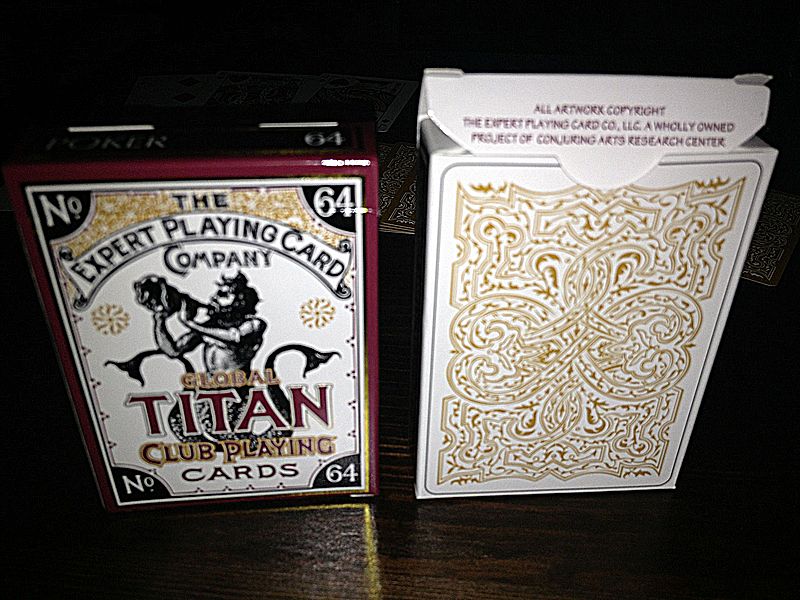 POKER 64
No 64
THE
EXPERT PLAYING CARD
COMPANY
GLOBAL
TITAN
CLUB PLAYING
CARDS
No 64
ALL ARTWORK COPYRIGHT
THE EXPERT PLAYING CARD CO., LLC. A WHOLLY OWNED
PROJECT OF CONJURING ARTS RESEARCH CENTER